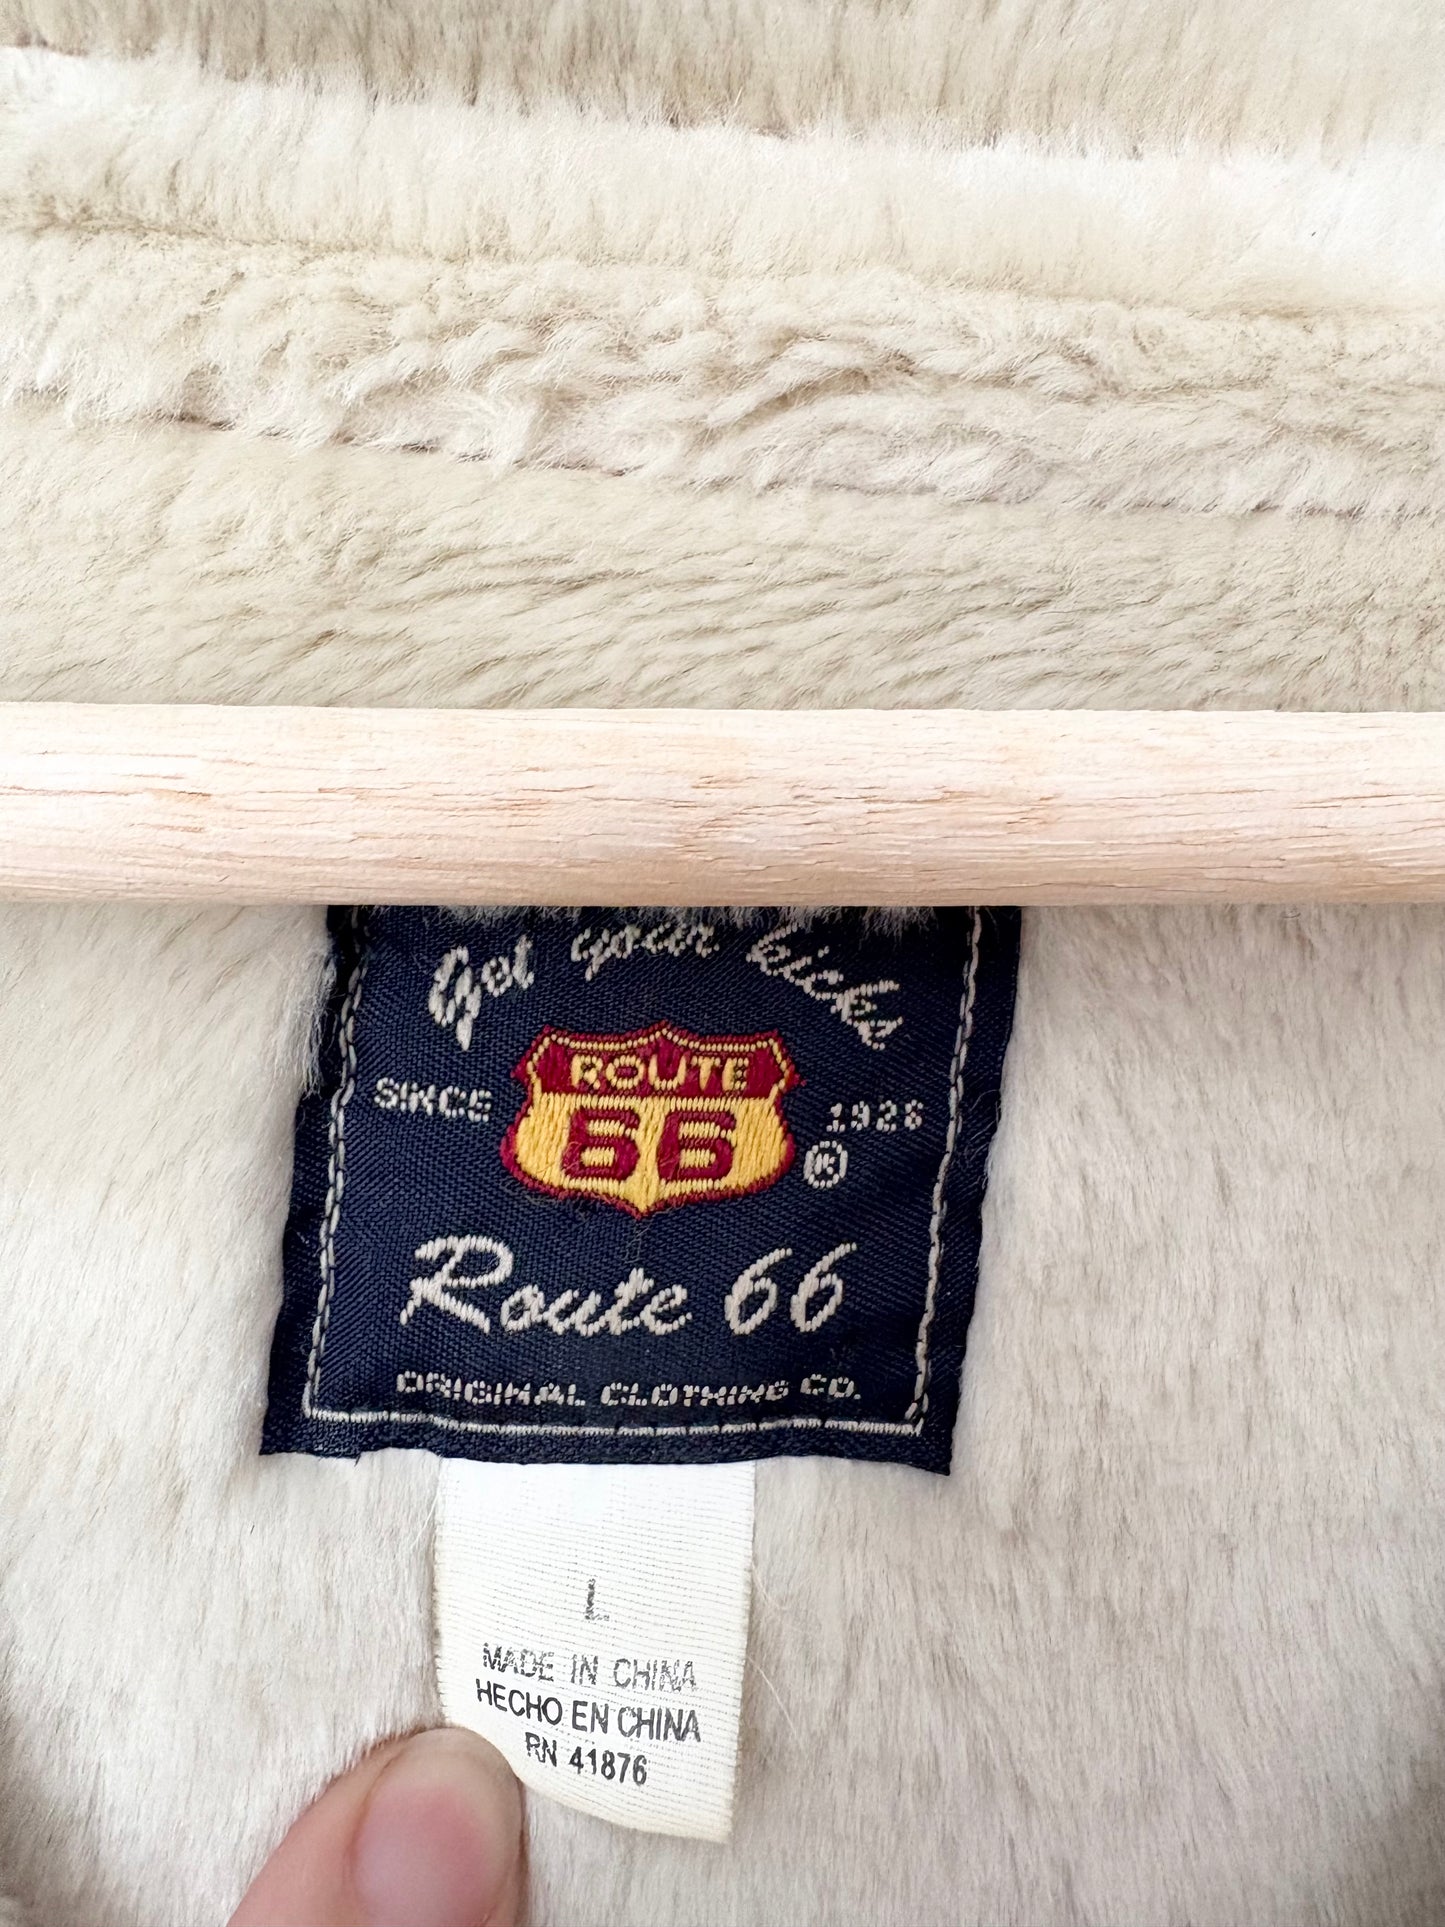 Get your kicks
ROUTE
66
SINCE 1926
®
Route 66
ORIGINAL CLOTHING CO.
L
MADE IN CHINA
HECHO EN CHINA
RN 41876